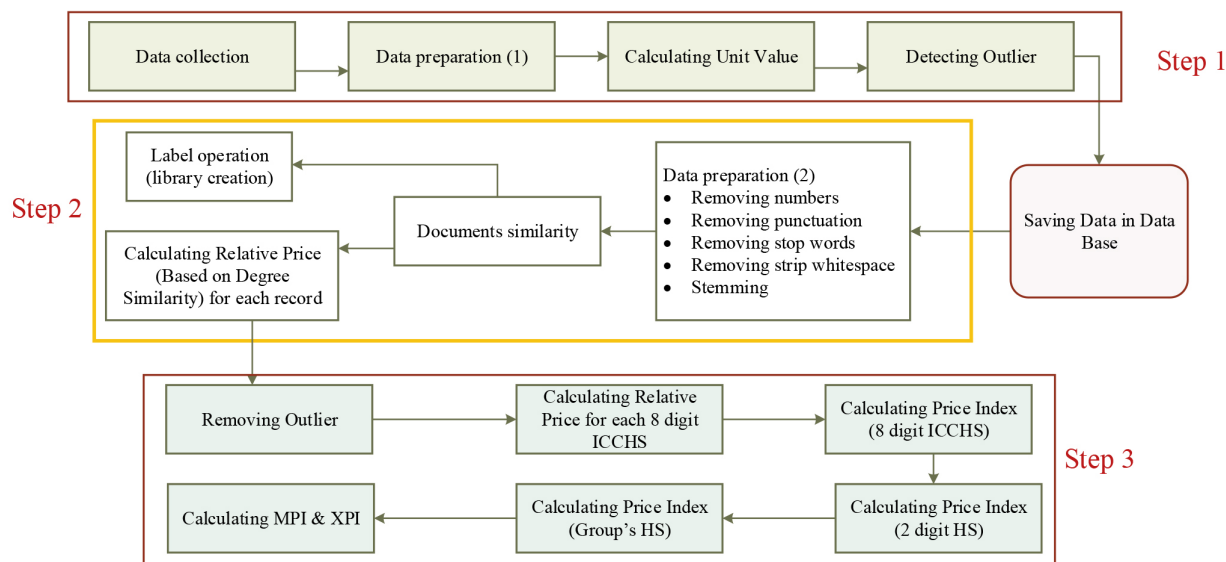 Data collection
Data preparation (1)
Calculating Unit Value
Detecting Outlier
Step 1
Step 2
Label operation
(library creation)
Calculating Relative Price
(Based on Degree
Similarity) for each record
Documents similarity
Data preparation (2)
• Removing numbers
• Removing punctuation
• Removing stop words
• Removing strip whitespace
• Stemming
Saving Data in Data
Base
Removing Outlier
Calculating Relative
Price for each 8 digit
ICCHS
Calculating Price Index
(8 digit ICCHS)
Step 3
Calculating MPI & XPI
Calculating Price Index
(Group's HS)
Calculating Price Index
(2 digit HS)